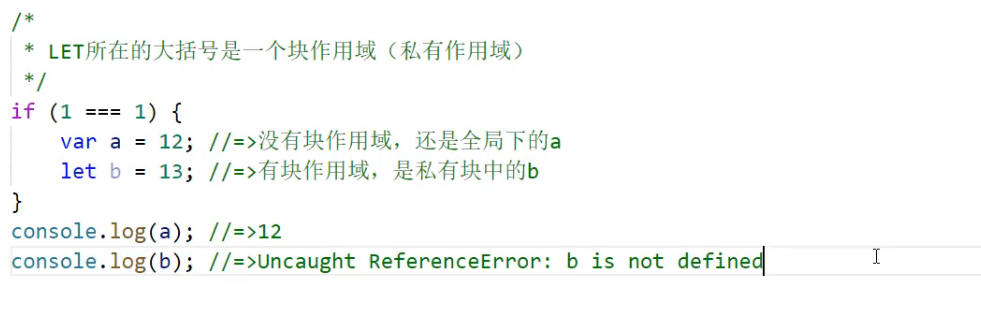 /*
 * LET所在的大括号是一个块作用域（私有作用域）
 */
if (1 === 1) {
    var a = 12; //=>没有块作用域，还是全局下的a
    let b = 13; //=>有块作用域，是私有块中的b
}
console.log(a); //=>12
console.log(b); //=>Uncaught ReferenceError: b is not defined